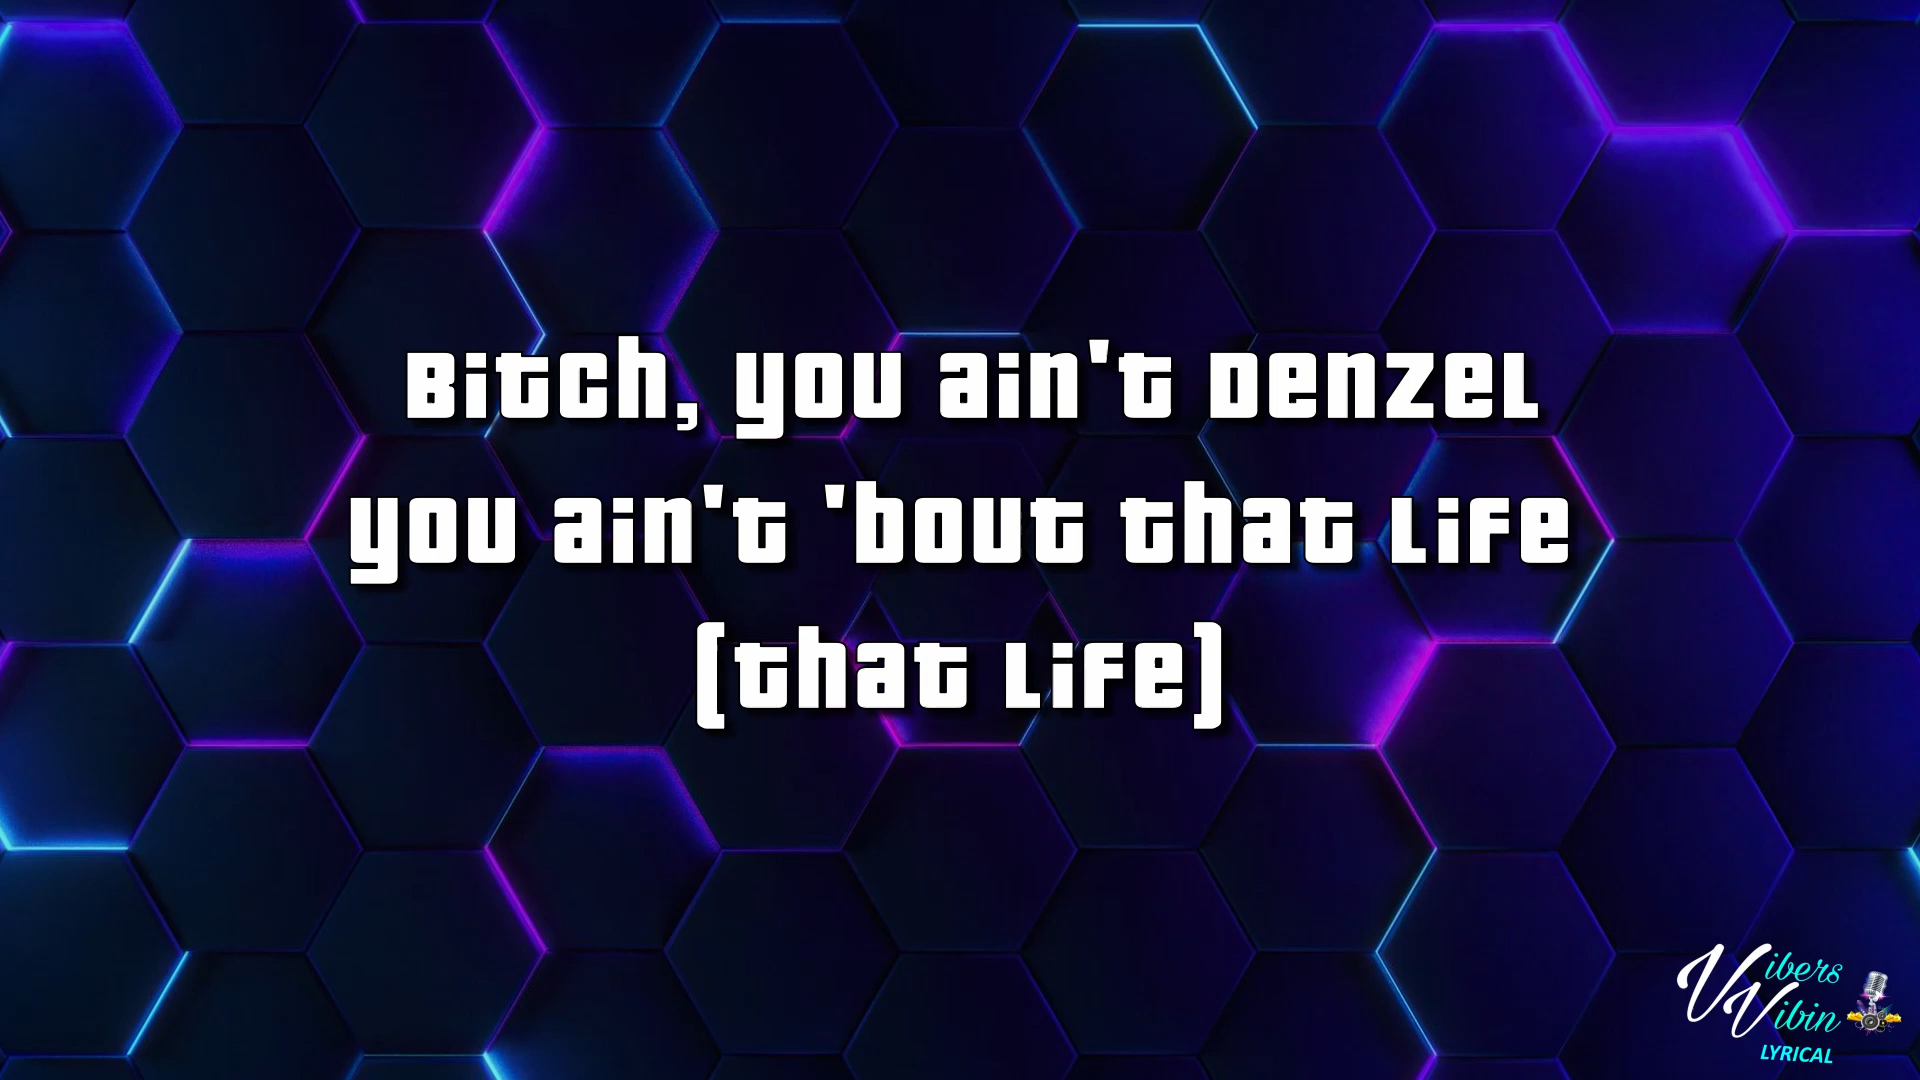 Bitch, you ain't Denzel
you ain't 'bout that life
(that life)
Vibers
Vibin
LYRICAL